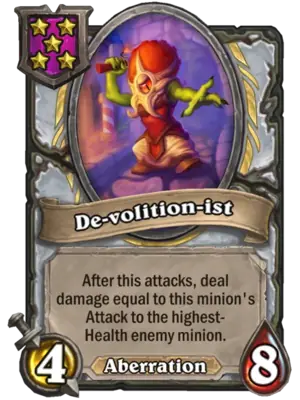 De-volition-ist
After this attacks, deal
damage equal to this minion's
Attack to the highest-
Health enemy minion.
4
Aberration
8